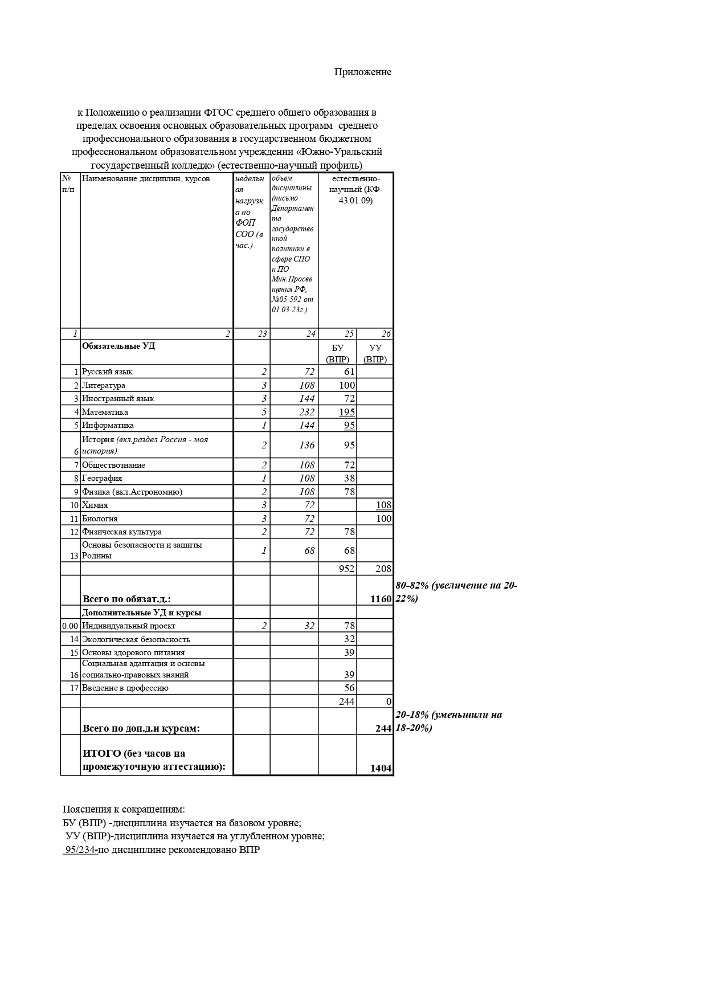 Приложение
к Положению о реализации ФГОС среднего общего образования в
пределах освоения основных образовательных программ среднего
профессионального образования в государственном бюджетном
профессиональном образовательном учреждении «Южно-Уральский
государственный колледж» (естественно-научный профиль)
№ п/п
Наименование дисциплин, курсов
недельн
ая
нагрузк
а по
ФОП
СОО (в
час.)
объем
дисциплины
(письмо
Департамен
та
государстве
нной
политики в
сфере СПО
и ПО
Мин.Просве
щения РФ,
№05-592 от
01.03.23г.)
естественно-
научный (КФ-
43.01.09)
1 2 23 24 25 26
Обязательные УД БУ (ВПР) УУ (ВПР)
1 Русский язык 2 72 61
2 Литература 3 108 100
3 Иностранный язык 3 144 72
4 Математика 5 232 195
5 Информатика 1 144 95
История (вкл.раздел Россия - моя
6 история) 2 136 95
7 Обществознание 2 108 72
8 География 1 108 38
9 Физика (вкл.Астрономию) 2 108 78
10 Химия 3 72 108
11 Биология 3 72 100
12 Физическая культура 2 72 78
Основы безопасности и защиты
13 Родины 1 68 68
952 208
80-82% (увеличение на 20-
Всего по обязат.д.: 1160 22%)
Дополнительные УД и курсы
0.00 Индивидуальный проект 2 32 78
14 Экологическая безопасность 32
15 Основы здорового питания 39
Социальная адаптация и основы
16 социально-правовых знаний 39
17 Введение в профессию 56
244 0
20-18% (уменьшили на
Всего по доп.д.и курсам: 244 18-20%)
ИТОГО (без часов на
промежуточную аттестацию): 1404
Пояснения к сокращениям:
БУ (ВПР) -дисциплина изучается на базовом уровне;
УУ (ВПР)-дисциплина изучается на углубленном уровне;
95/234-по дисциплине рекомендовано ВПР